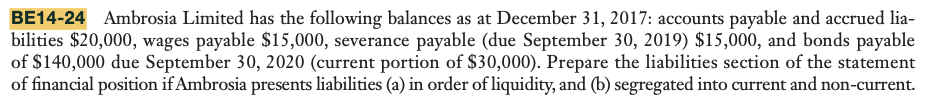 BE14-24 Ambrosia Limited has the following balances as at December 31, 2017: accounts payable and accrued lia-
bilities $20,000, wages payable $15,000, severance payable (due September 30, 2019) $15,000, and bonds payable
of $140,000 due September 30, 2020 (current portion of $30,000). Prepare the liabilities section of the statement
of financial position if Ambrosia presents liabilities (a) in order of liquidity, and (b) segregated into current and non-current.